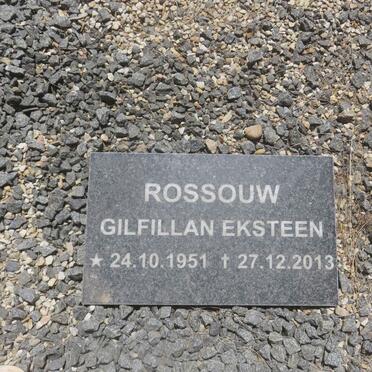 ROSSOUW
GILFILLAN EKSTEEN
★ 24.10.1951 † 27.12.2013